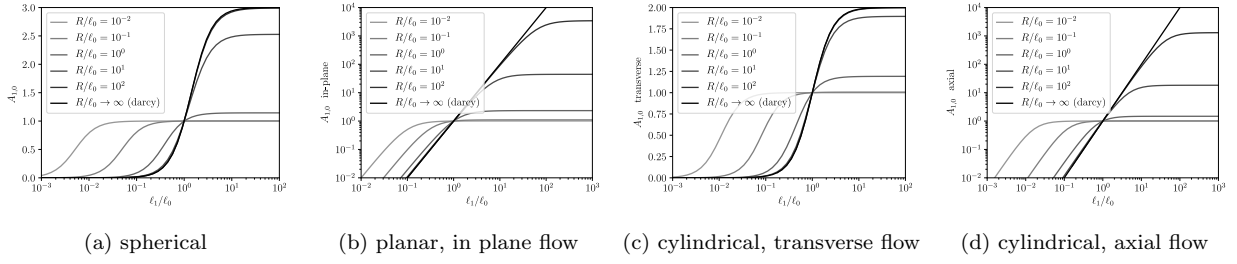 3.0
2.5
2.0
1.5
1.0
0.5
0.0
A₁,₀
R/ℓ₀ = 10⁻²
R/ℓ₀ = 10⁻¹
R/ℓ₀ = 10⁰
R/ℓ₀ = 10¹
R/ℓ₀ = 10²
R/ℓ₀ → ∞ (darcy)
10⁻³ 10⁻² 10⁻¹ 10⁰ 10¹ 10²
ℓ₁/ℓ₀
(a) spherical
10⁴
10³
10²
10¹
10⁰
10⁻¹
10⁻²
A₁,₀ in-plane
R/ℓ₀ = 10⁻²
R/ℓ₀ = 10⁻¹
R/ℓ₀ = 10⁰
R/ℓ₀ = 10¹
R/ℓ₀ = 10²
R/ℓ₀ → ∞ (darcy)
10⁻² 10⁻¹ 10⁰ 10¹ 10² 10³
ℓ₁/ℓ₀
(b) planar, in plane flow
2.00
1.75
1.50
1.25
1.00
0.75
0.50
0.25
0.00
A₁,₀ transverse
R/ℓ₀ = 10⁻²
R/ℓ₀ = 10⁻¹
R/ℓ₀ = 10⁰
R/ℓ₀ = 10¹
R/ℓ₀ = 10²
R/ℓ₀ → ∞ (darcy)
10⁻³ 10⁻² 10⁻¹ 10⁰ 10¹ 10²
ℓ₁/ℓ₀
(c) cylindrical, transverse flow
10⁴
10³
10²
10¹
10⁰
10⁻¹
10⁻²
A₁,₀ axial
R/ℓ₀ = 10⁻²
R/ℓ₀ = 10⁻¹
R/ℓ₀ = 10⁰
R/ℓ₀ = 10¹
R/ℓ₀ = 10²
R/ℓ₀ → ∞ (darcy)
10⁻³ 10⁻² 10⁻¹ 10⁰ 10¹ 10² 10³
ℓ₁/ℓ₀
(d) cylindrical, axial flow